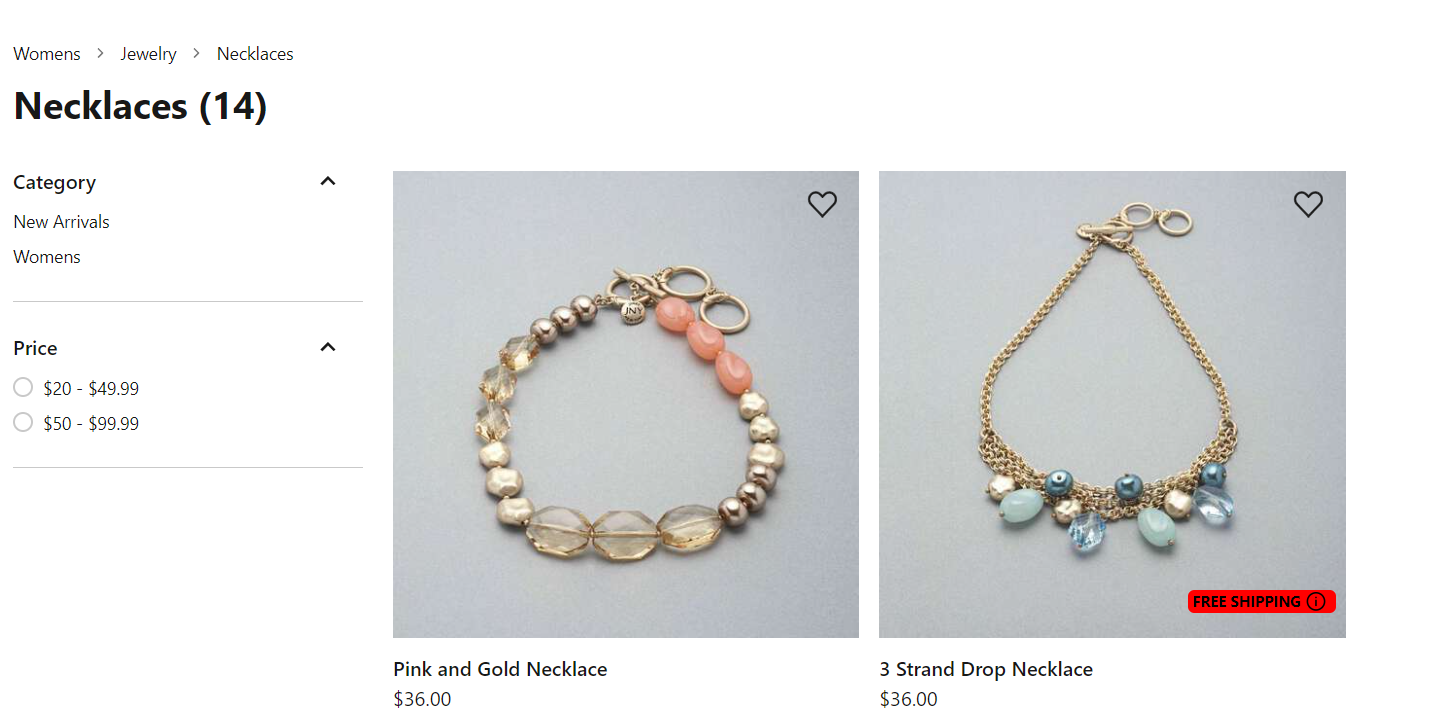 Womens > Jewelry > Necklaces
Necklaces (14)
Category
New Arrivals
Womens
Price
$20 - $49.99
$50 - $99.99
JNY
FREE SHIPPING
Pink and Gold Necklace
$36.00
3 Strand Drop Necklace
$36.00